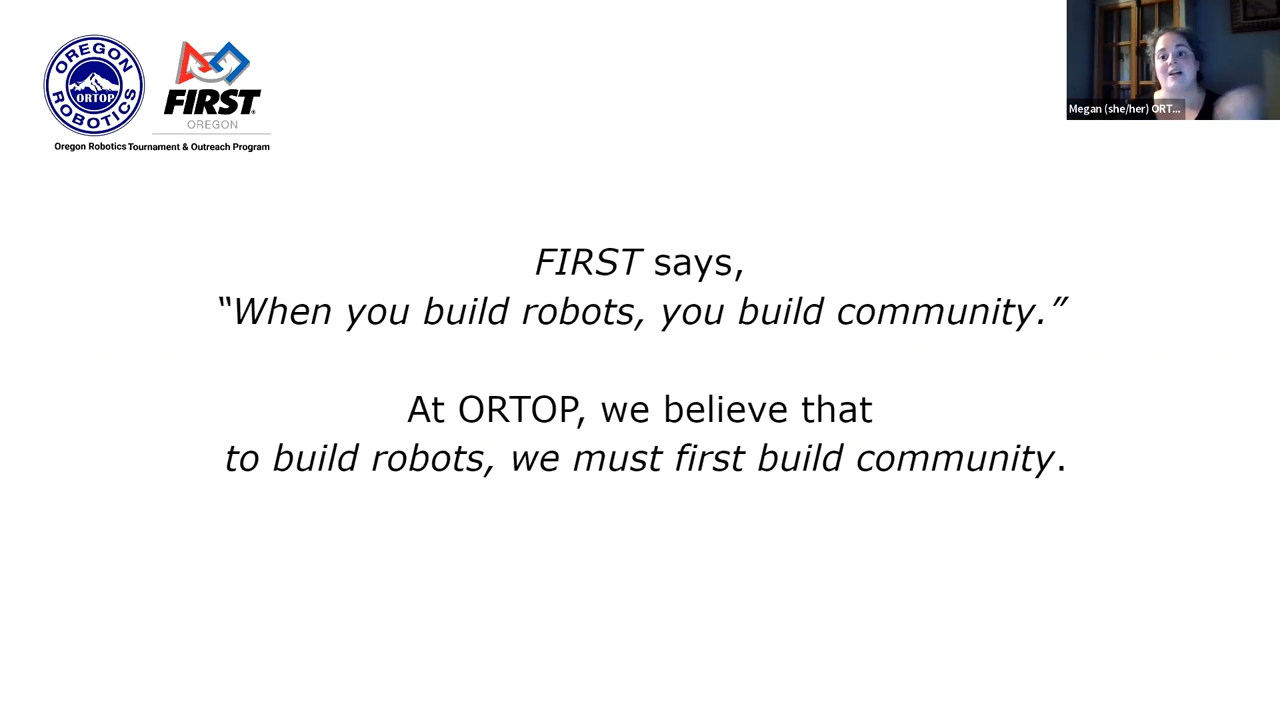 OREGON
ORTOP
ROBOTICS
FIRST
OREGON
Oregon Robotics Tournament & Outreach Program
Megan (she/her) ORT...
FIRST says,
“When you build robots, you build community.”
At ORTOP, we believe that
to build robots, we must first build community.